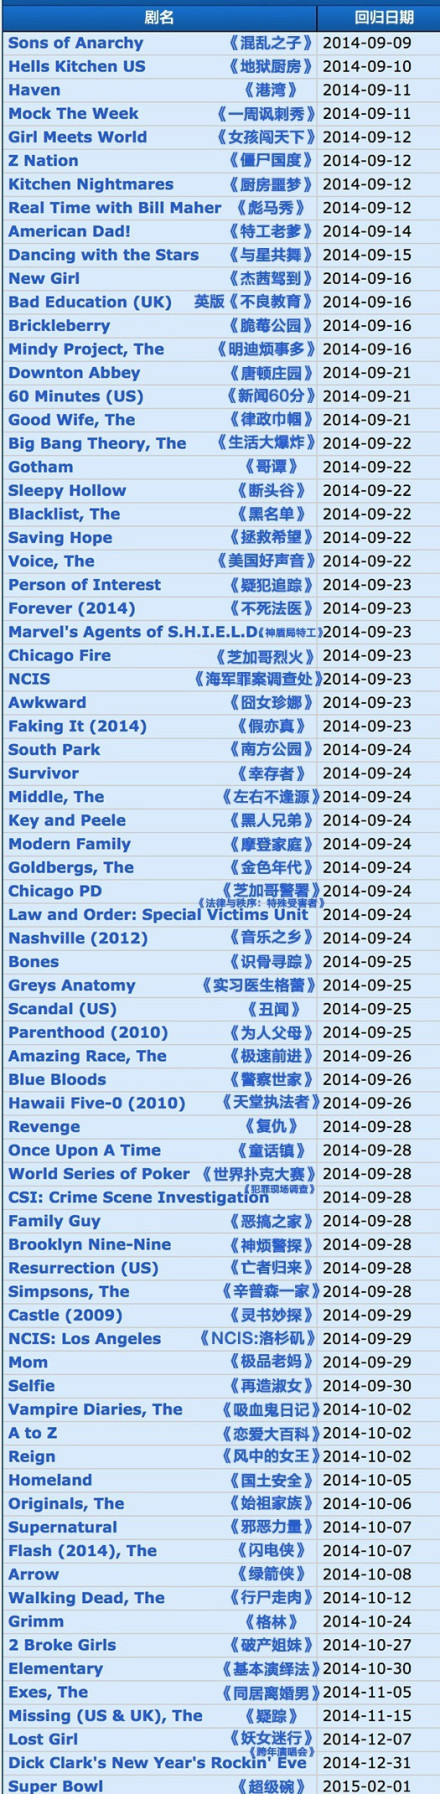 剧名 回归日期
Sons of Anarchy 《混乱之子》 2014-09-09
Hells Kitchen US 《地狱厨房》 2014-09-10
Haven 《港湾》 2014-09-11
Mock The Week 《一周讽刺秀》 2014-09-11
Girl Meets World 《女孩闯天下》 2014-09-12
Z Nation 《僵尸国度》 2014-09-12
Kitchen Nightmares 《厨房噩梦》 2014-09-12
Real Time with Bill Maher 《彪马秀》 2014-09-12
American Dad! 《特工老爹》 2014-09-14
Dancing with the Stars 《与星共舞》 2014-09-15
New Girl 《杰茜驾到》 2014-09-16
Bad Education (UK) 英版《不良教育》 2014-09-16
Brickleberry 《脆莓公园》 2014-09-16
Mindy Project, The 《明迪烦事多》 2014-09-16
Downton Abbey 《唐顿庄园》 2014-09-21
60 Minutes (US) 《新闻60分》 2014-09-21
Good Wife, The 《律政巾帼》 2014-09-21
Big Bang Theory, The 《生活大爆炸》 2014-09-22
Gotham 《哥谭》 2014-09-22
Sleepy Hollow 《断头谷》 2014-09-22
Blacklist, The 《黑名单》 2014-09-22
Saving Hope 《拯救希望》 2014-09-22
Voice, The 《美国好声音》 2014-09-22
Person of Interest 《疑犯追踪》 2014-09-23
Forever (2014) 《不死法医》 2014-09-23
Marvel's Agents of S.H.I.E.L.D《神盾局特工》 2014-09-23
Chicago Fire 《芝加哥烈火》 2014-09-23
NCIS 《海军罪案调查处》 2014-09-23
Awkward 《囧女珍娜》 2014-09-23
Faking It (2014) 《假亦真》 2014-09-23
South Park 《南方公园》 2014-09-24
Survivor 《幸存者》 2014-09-24
Middle, The 《左右不逢源》 2014-09-24
Key and Peele 《黑人兄弟》 2014-09-24
Modern Family 《摩登家庭》 2014-09-24
Goldbergs, The 《金色年代》 2014-09-24
Chicago PD 《芝加哥警署》 2014-09-24
《法律与秩序：特殊受害者》
Law and Order: Special Victims Unit 2014-09-24
Nashville (2012) 《音乐之乡》 2014-09-24
Bones 《识骨寻踪》 2014-09-25
Greys Anatomy 《实习医生格蕾》 2014-09-25
Scandal (US) 《丑闻》 2014-09-25
Parenthood (2010) 《为人父母》 2014-09-25
Amazing Race, The 《极速前进》 2014-09-26
Blue Bloods 《警察世家》 2014-09-26
Hawaii Five-0 (2010) 《天堂执法者》 2014-09-26
Revenge 《复仇》 2014-09-28
Once Upon A Time 《童话镇》 2014-09-28
World Series of Poker 《世界扑克大赛》 2014-09-28
《犯罪现场调查》
CSI: Crime Scene Investigation 2014-09-28
Family Guy 《恶搞之家》 2014-09-28
Brooklyn Nine-Nine 《神烦警探》 2014-09-28
Resurrection (US) 《亡者归来》 2014-09-28
Simpsons, The 《辛普森一家》 2014-09-28
Castle (2009) 《灵书妙探》 2014-09-29
NCIS: Los Angeles 《NCIS:洛杉矶》 2014-09-29
Mom 《极品老妈》 2014-09-29
Selfie 《再造淑女》 2014-09-30
Vampire Diaries, The 《吸血鬼日记》 2014-10-02
A to Z 《恋爱大百科》 2014-10-02
Reign 《风中的女王》 2014-10-02
Homeland 《国土安全》 2014-10-05
Originals, The 《始祖家族》 2014-10-06
Supernatural 《邪恶力量》 2014-10-07
Flash (2014), The 《闪电侠》 2014-10-07
Arrow 《绿箭侠》 2014-10-08
Walking Dead, The 《行尸走肉》 2014-10-12
Grimm 《格林》 2014-10-24
2 Broke Girls 《破产姐妹》 2014-10-27
Elementary 《基本演绎法》 2014-10-30
Exes, The 《同居离婚男》 2014-11-05
Missing (US & UK), The 《疑踪》 2014-11-15
Lost Girl 《妖女迷行》 2014-12-07
《跨年演唱会》
Dick Clark's New Year's Rockin' Eve 2014-12-31
Super Bowl 《超级碗》 2015-02-01